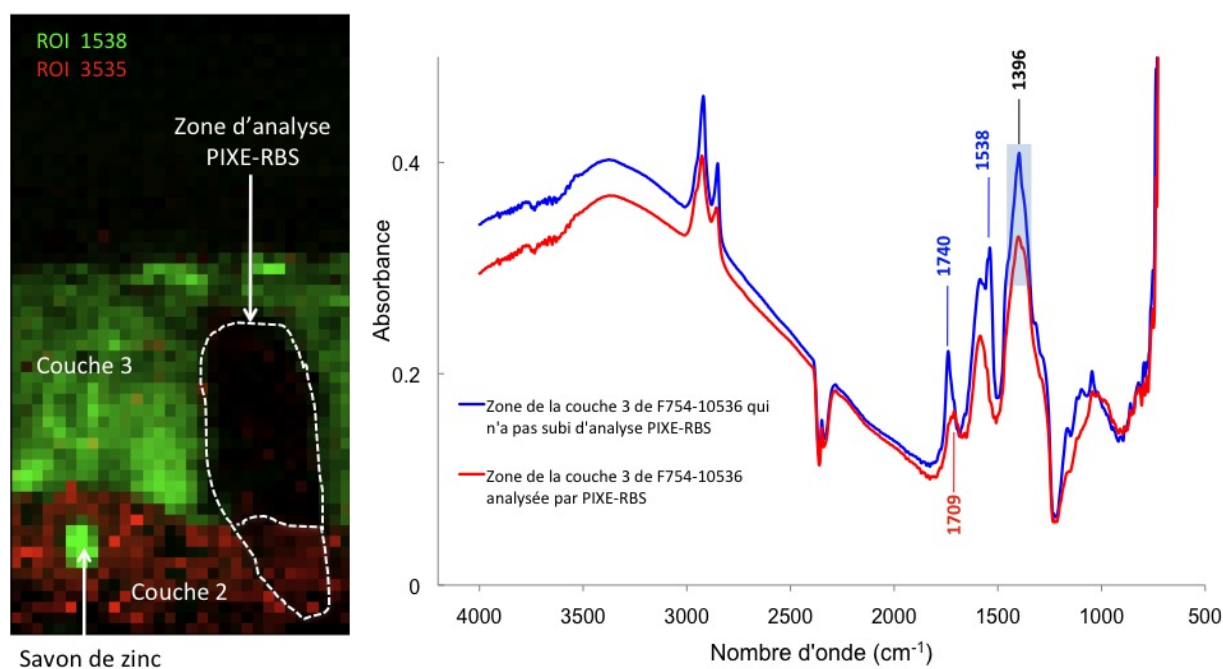 ROI 1538
ROI 3535
Zone d'analyse
PIXE-RBS
Couche 3
Couche 2
Savon de zinc
Absorbance
0.4
0.2
0
1740
1538
1396
1709
Zone de la couche 3 de F754-10536 qui
n'a pas subi d'analyse PIXE-RBS
Zone de la couche 3 de F754-10536
analysée par PIXE-RBS
4000 3500 3000 2500 2000 1500 1000 500
Nombre d'onde (cm⁻¹)